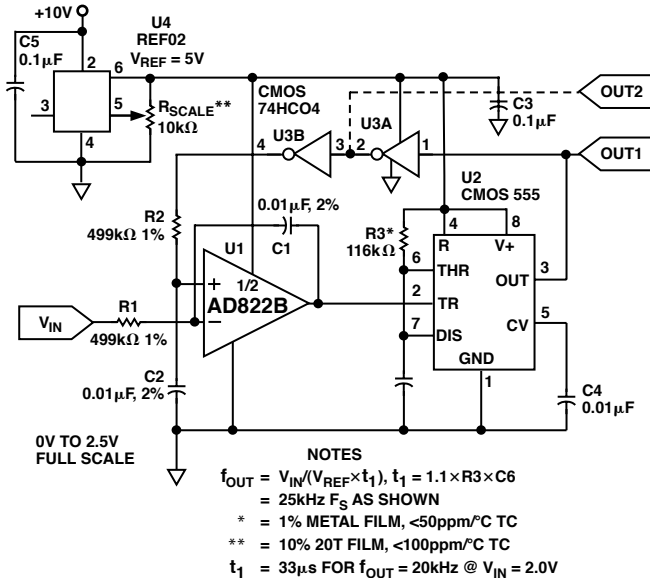 +10V
C5
0.1µF
U4
REF02
V_REF = 5V
2
6
3
5
4
R_SCALE**
10kΩ
CMOS
74HCO4
U3B
U3A
4
3
2
1
C3
0.1µF
OUT2
OUT1
U2
CMOS 555
R2
499kΩ 1%
0.01µF, 2%
C1
U1
1/2
AD822B
+
–
V_IN
R1
499kΩ 1%
C2
0.01µF, 2%
R3*
116kΩ
4
8
R
V+
6
THR
OUT
3
2
TR
CV
5
7
DIS
GND
1
C4
0.01µF
0V TO 2.5V
FULL SCALE
NOTES
f_OUT = V_IN/(V_REF×t_1), t_1 = 1.1×R3×C6
= 25kHz F_S AS SHOWN
* = 1% METAL FILM, <50ppm/°C TC
** = 10% 20T FILM, <100ppm/°C TC
t_1 = 33µs FOR f_OUT = 20kHz @ V_IN = 2.0V